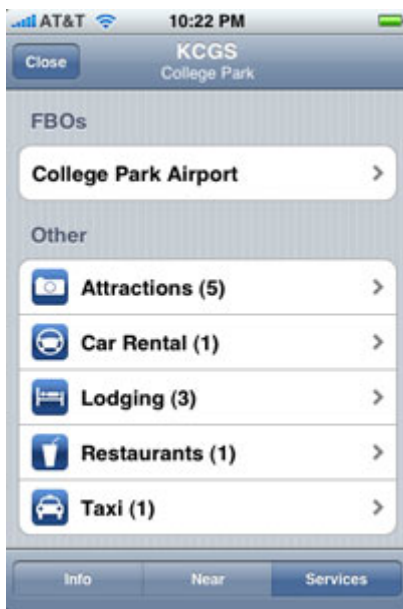 AT&T 10:22 PM
Close
KCGS
College Park
FBOs
College Park Airport
Other
Attractions (5)
Car Rental (1)
Lodging (3)
Restaurants (1)
Taxi (1)
Info Near Services